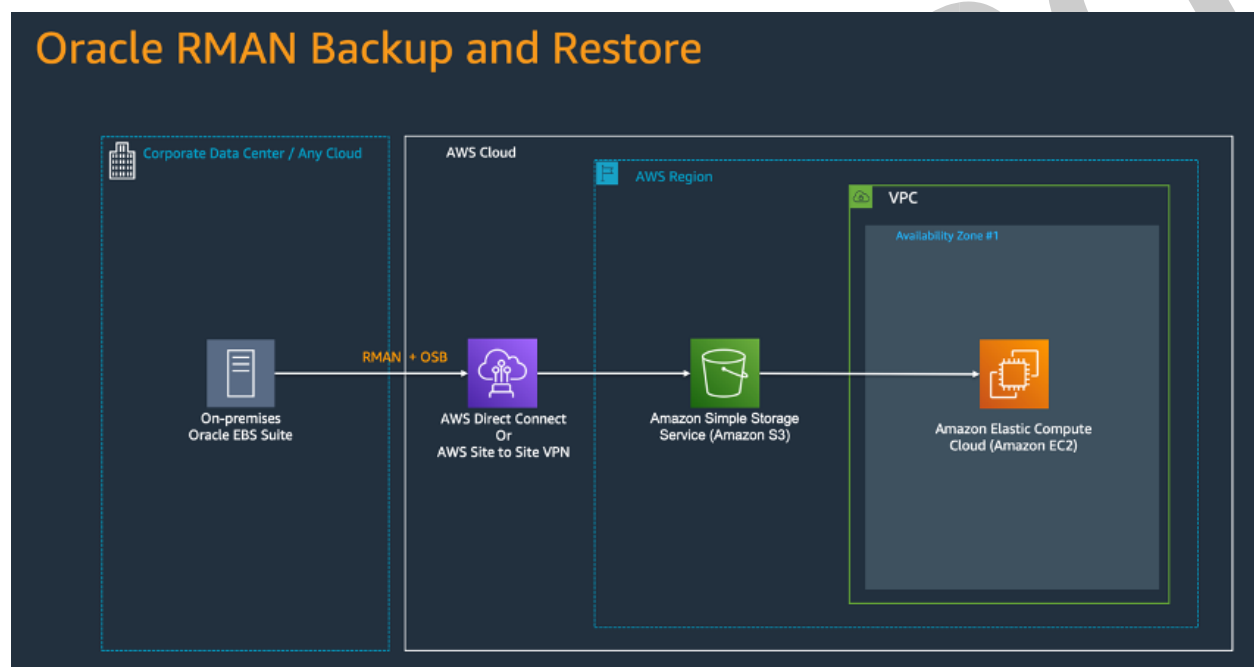 Oracle RMAN Backup and Restore
Corporate Data Center / Any Cloud
AWS Cloud
AWS Region
VPC
Availability Zone #1
RMAN + OSB
On-premises
Oracle EBS Suite
AWS Direct Connect
Or
AWS Site to Site VPN
Amazon Simple Storage
Service (Amazon S3)
Amazon Elastic Compute
Cloud (Amazon EC2)